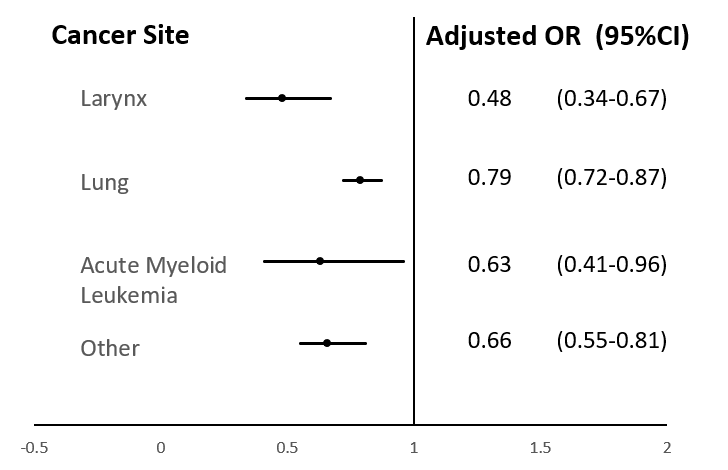 Cancer Site Adjusted OR (95%CI)
Larynx 0.48 (0.34-0.67)
Lung 0.79 (0.72-0.87)
Acute Myeloid 0.63 (0.41-0.96)
Leukemia
Other 0.66 (0.55-0.81)
-0.5 0 0.5 1 1.5 2